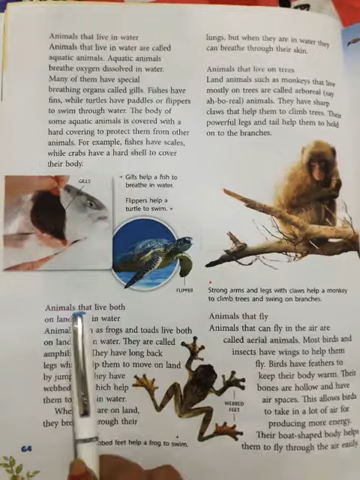 Animals that live in water
Animals that live in water are called
aquatic animals. Aquatic animals
breathe oxygen dissolved in water.
Many of them have special
breathing organs called gills. Fishes have
fins, while turtles have paddles or flippers
to swim through water. The body of
some aquatic animals is covered with a
hard covering to protect them from other
animals. For example, fishes have scales,
while crabs have a hard shell to cover
their body.
GILLS
Gills help a fish to
breathe in water.
Flippers help a
turtle to swim.
FLIPPER
Animals that live both
on land in water
Animals as frogs and toads live both
on land in water. They are called
amphib They have long back
legs wh help them to move on land
by jump They have
webbed which help
them to in water.
Whe are on land,
they bre through their
webbed feet help a frog to swim.
64
lungs, but when they are in water they
can breathe through their skin.
Animals that live on trees
Land animals such as monkeys that live
mostly on trees are called arboreal (say
ah-bo-real) animals. They have sharp
claws that help them to climb trees. Their
powerful legs and tail help them to hold
on to the branches.
Strong arms and legs with claws help a monkey
to climb trees and swing on branches.
Animals that fly
Animals that can fly in the air are
called aerial animals. Most birds and
insects have wings to help them
fly. Birds have feathers to
keep their body warm. Their
bones are hollow and have
air spaces. This allows birds
to take in a lot of air for
producing more energy.
Their boat-shaped body helps
them to fly through the air easily.
WEBBED
FEET